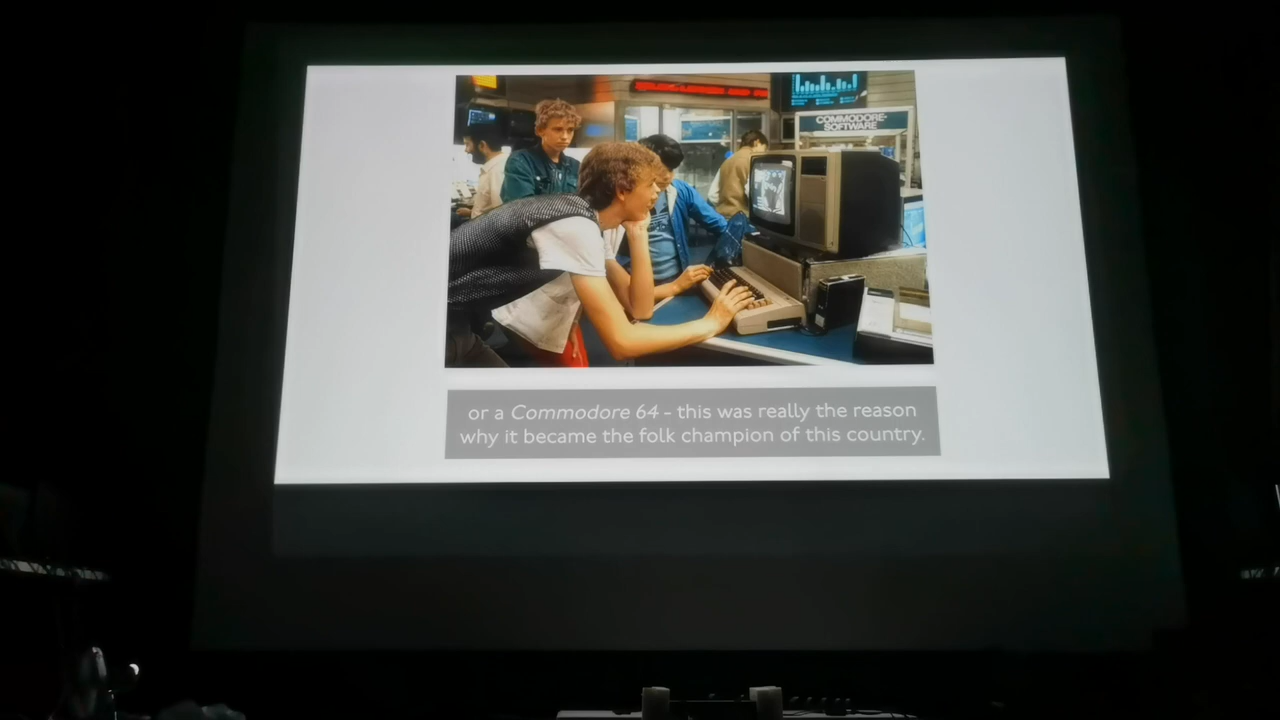 COMMODORE-
SOFTWARE
or a Commodore 64 - this was really the reason
why it became the folk champion of this country.